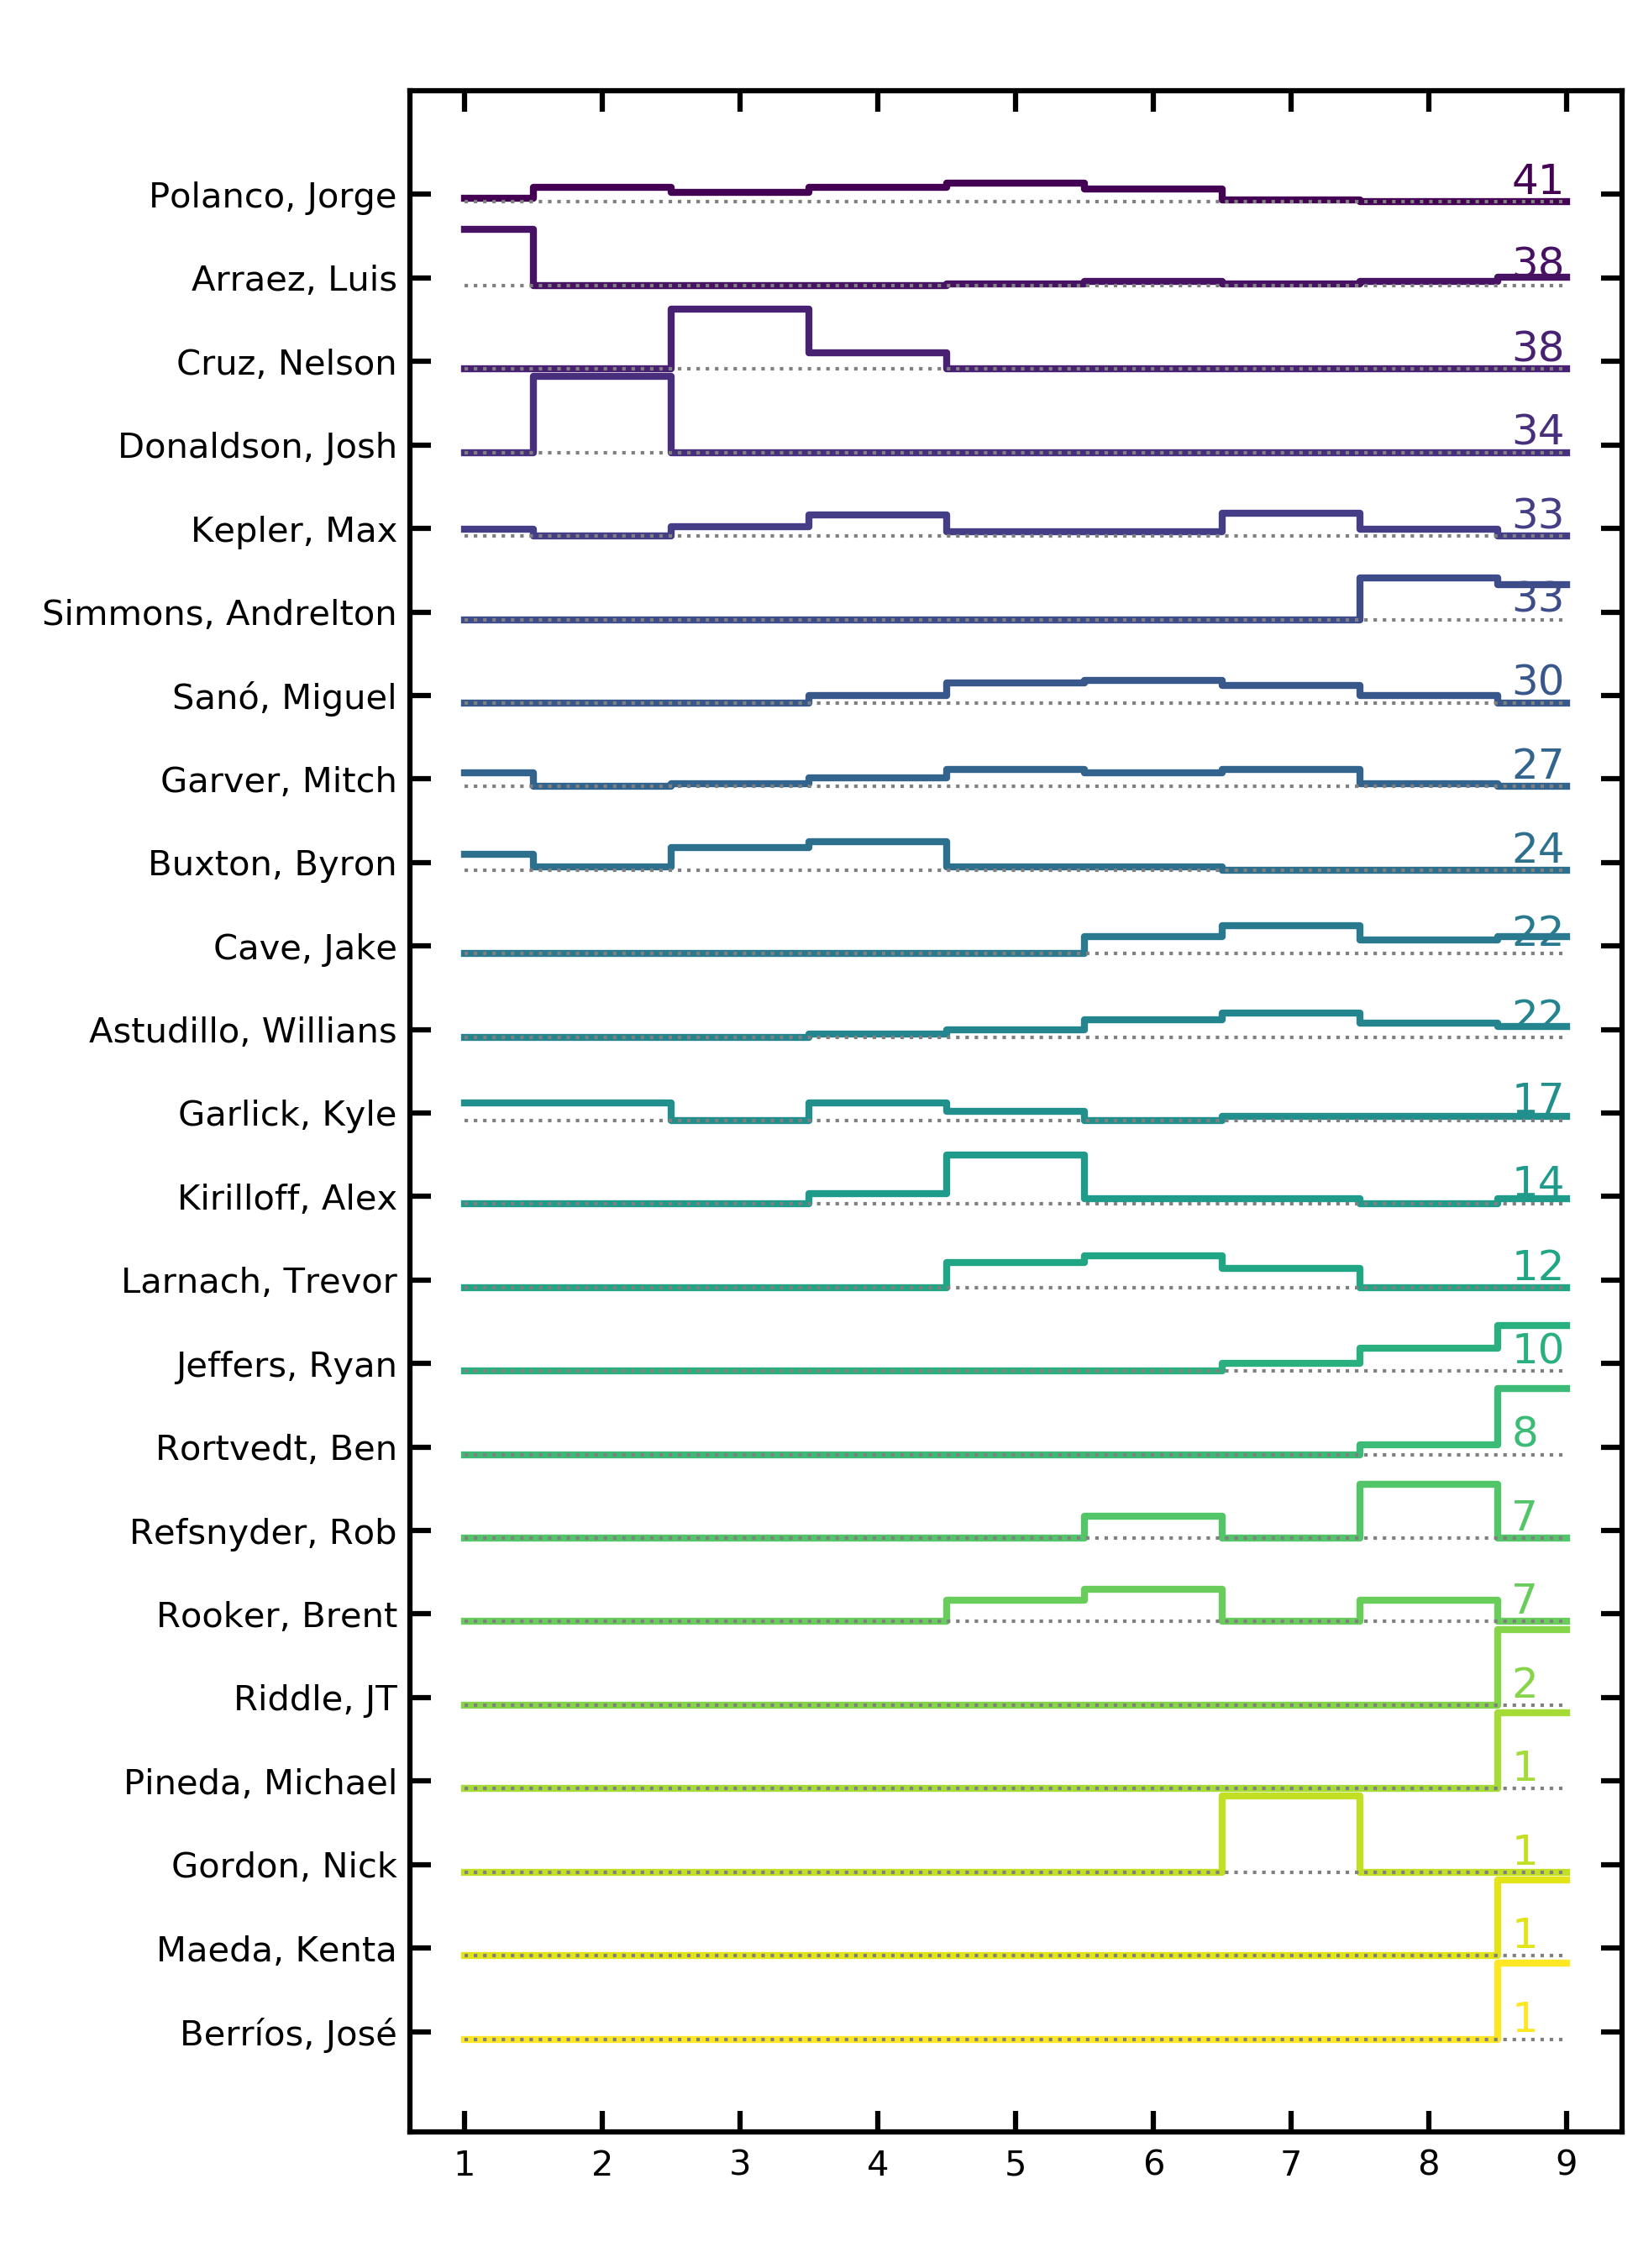 Polanco, Jorge 41
Arraez, Luis 38
Cruz, Nelson 38
Donaldson, Josh 34
Kepler, Max 33
Simmons, Andrelton 33
Sanó, Miguel 30
Garver, Mitch 27
Buxton, Byron 24
Cave, Jake 22
Astudillo, Willians 22
Garlick, Kyle 17
Kirilloff, Alex 14
Larnach, Trevor 12
Jeffers, Ryan 10
Rortvedt, Ben 8
Refsnyder, Rob 7
Rooker, Brent 7
Riddle, JT 2
Pineda, Michael 1
Gordon, Nick 1
Maeda, Kenta 1
Berríos, José 1
1 2 3 4 5 6 7 8 9